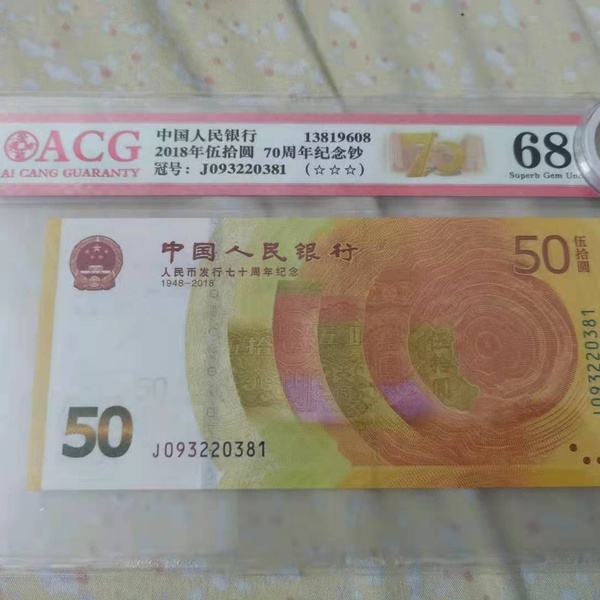 ACG
AI CANG GUARANTY
中国人民银行 13819608
2018年伍拾圆 70周年纪念钞
冠号: J093220381 (☆☆☆)
70
68
Superb Gem Unc
中国人民银行
人民币发行七十周年纪念
1948-2018
50 伍拾圆
伍拾圆
50
J093220381
J093220381